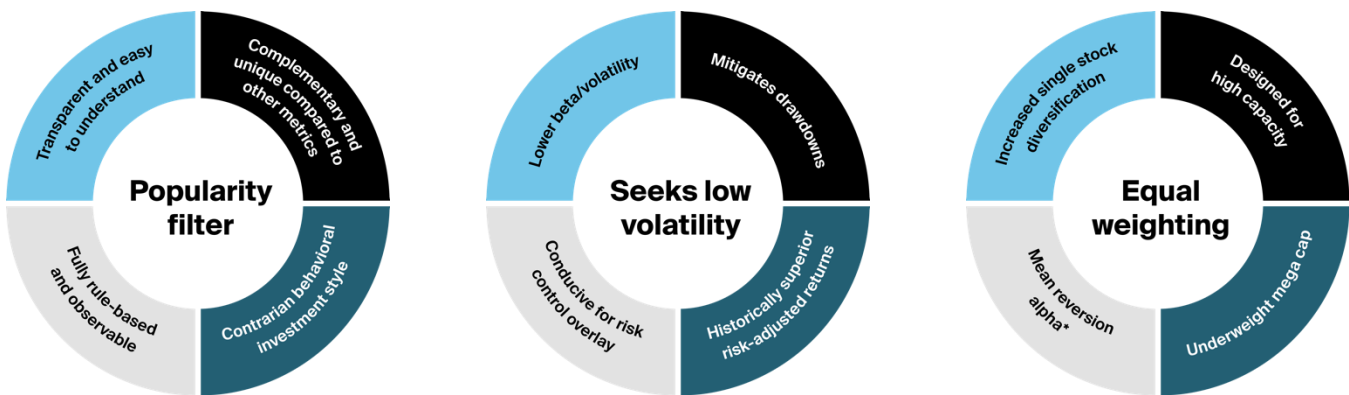 Transparent and easy
to understand
Complementary and
unique compared to
other metrics
Popularity
filter
Fully rule-based
and observable
Contrarian behavioral
investment style
Lower beta/volatility
Mitigates drawdowns
Seeks low
volatility
Conducive for risk
control overlay
Historically superior
risk-adjusted returns
Increased single stock
diversification
Designed for
high capacity
Equal
weighting
Mean reversion
alpha*
Underweight mega cap